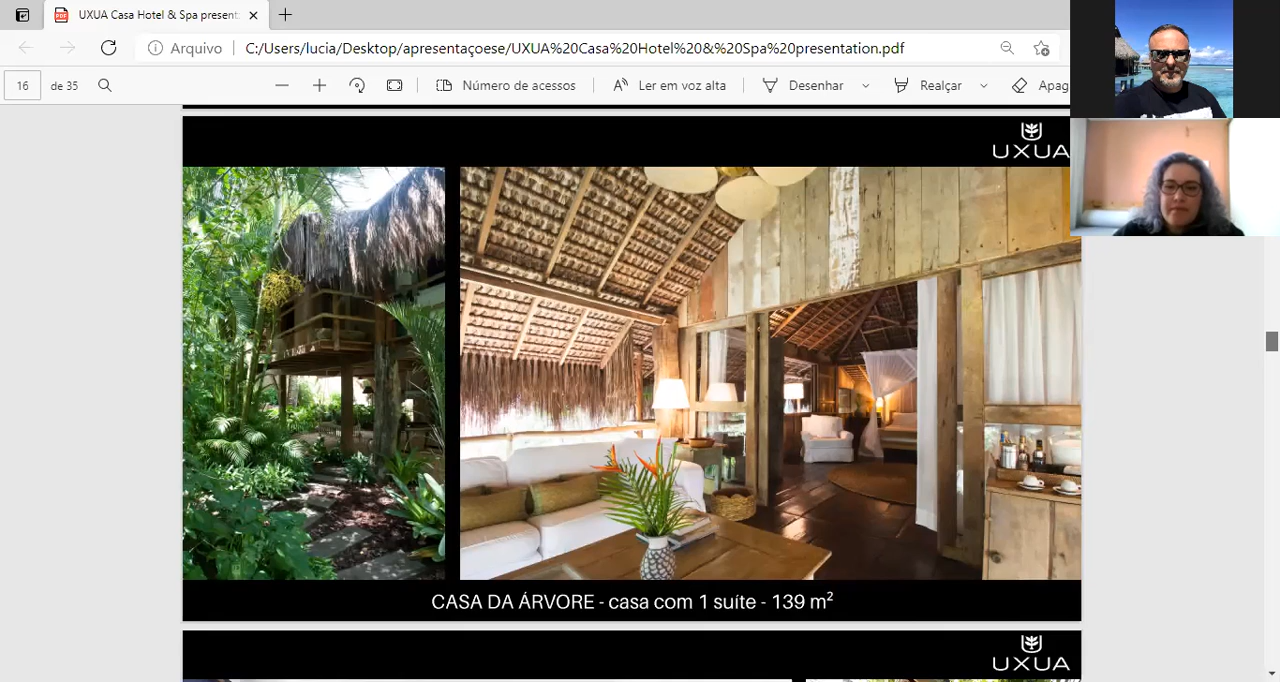 UXUA Casa Hotel & Spa present
Arquivo
C:/Users/lucia/Desktop/apresentaçoese/UXUA%20Casa%20Hotel%20&%20Spa%20presentation.pdf
16 de 35
Número de acessos
Ler em voz alta
Desenhar
Realçar
Apag
UXUA
CASA DA ÁRVORE - casa com 1 suíte - 139 m²
UXUA